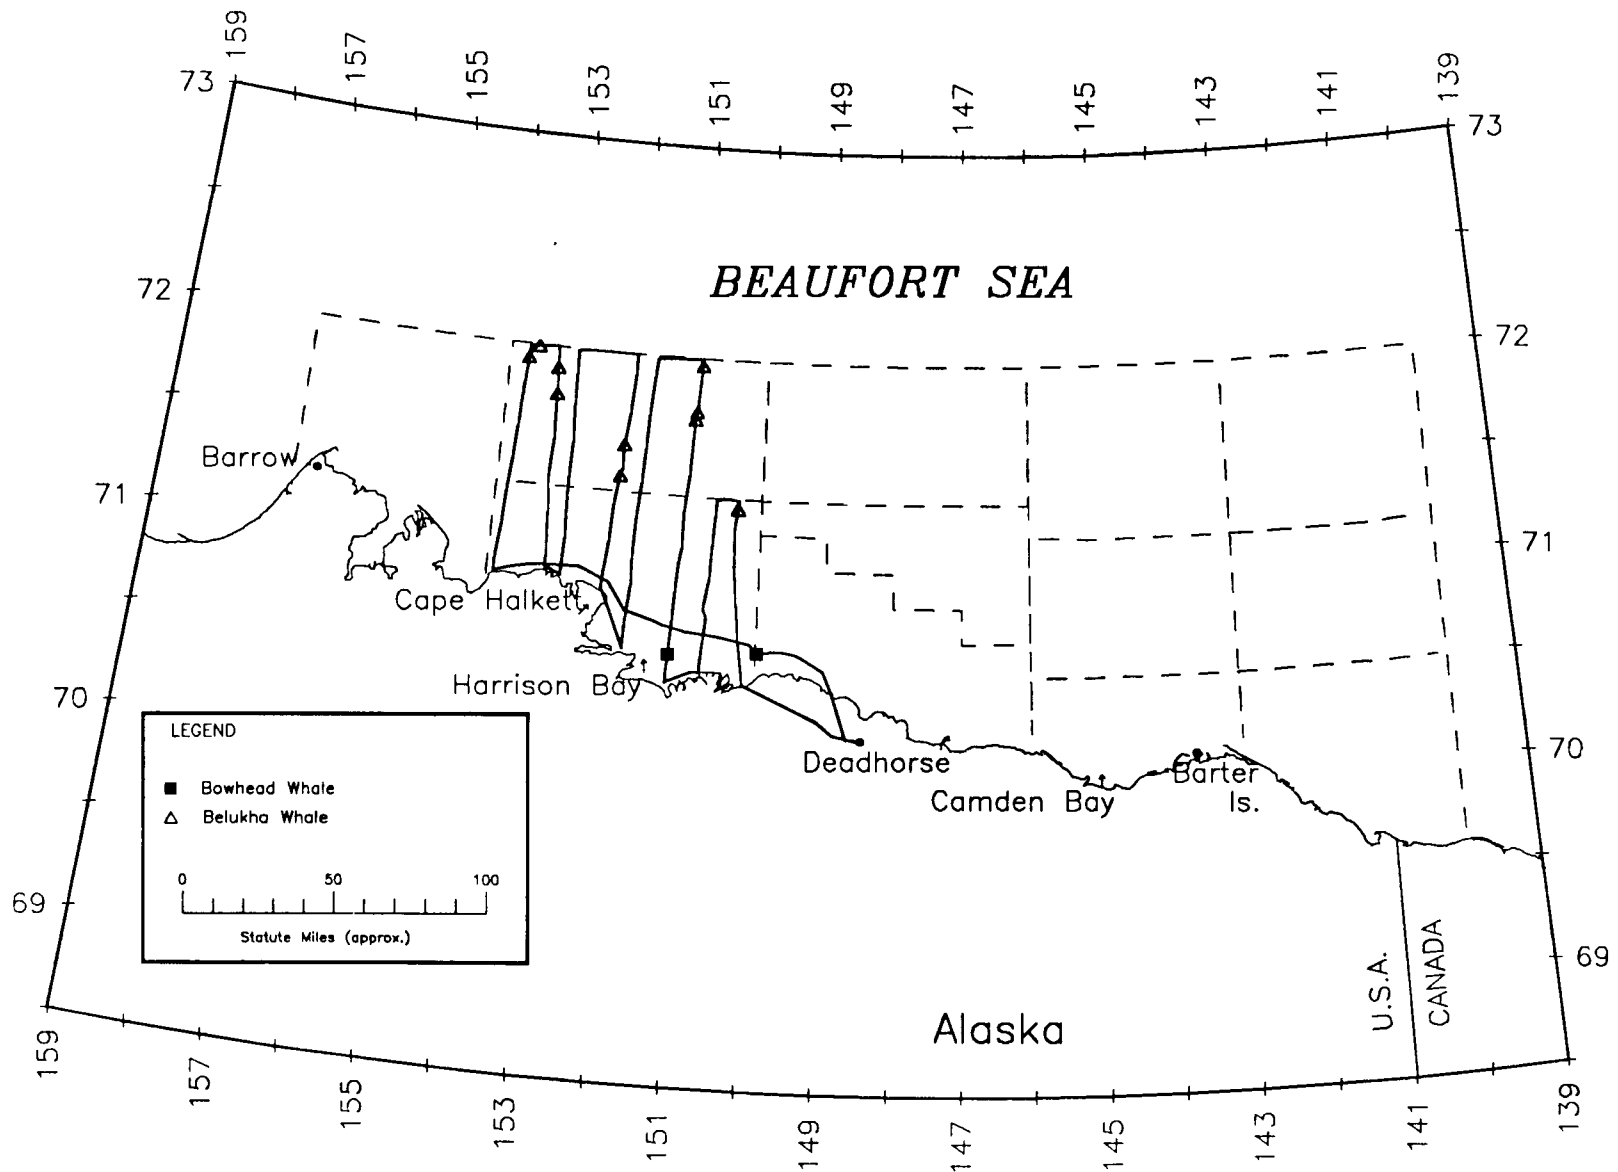 159
157
155
153
151
149
147
145
143
141
139
73
73
BEAUFORT SEA
72
72
Barrow
71
71
Cape Halkett
Harrison Bay
70
70
Deadhorse
Camden Bay
Barter
Is.
LEGEND
Bowhead Whale
Belukha Whale
0 50 100
Statute Miles (approx.)
69
69
U.S.A.
CANADA
Alaska
159
157
155
153
151
149
147
145
143
141
139